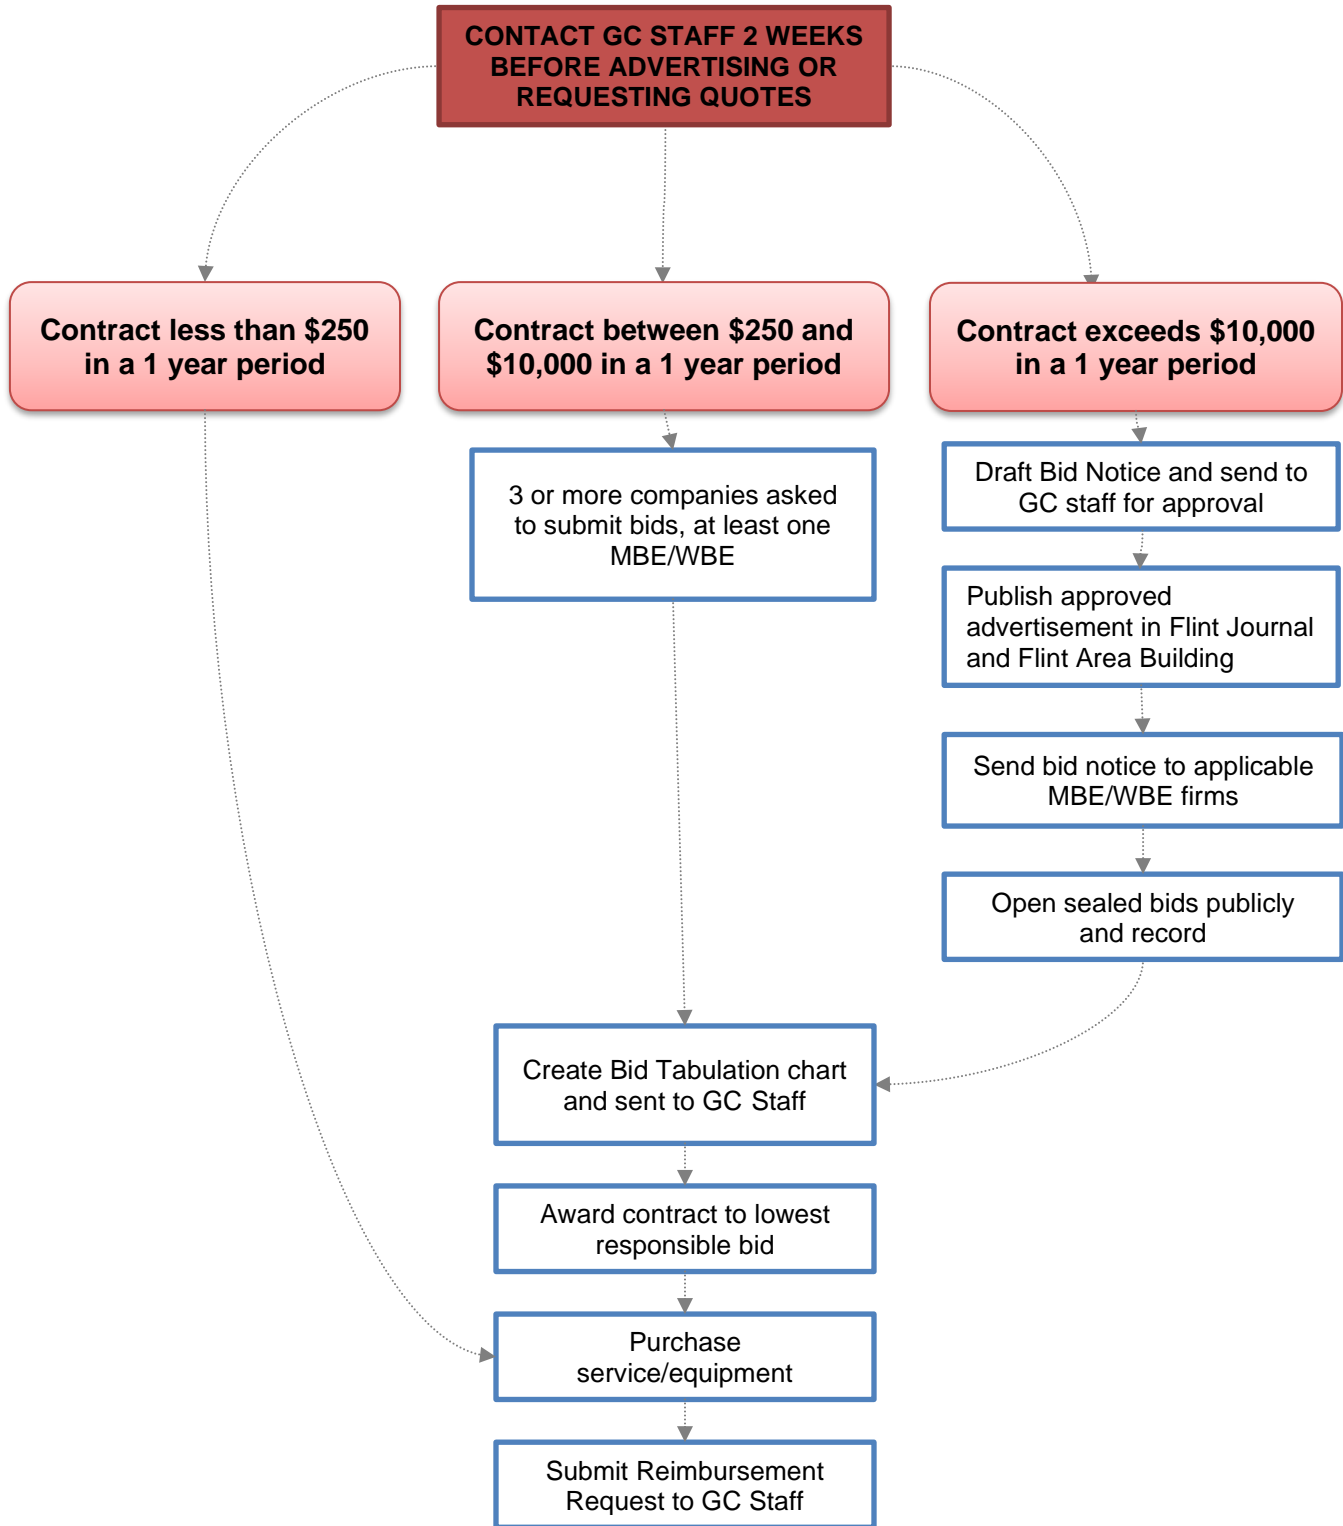 CONTACT GC STAFF 2 WEEKS
BEFORE ADVERTISING OR
REQUESTING QUOTES
Contract less than $250
in a 1 year period
Contract between $250 and
$10,000 in a 1 year period
Contract exceeds $10,000
in a 1 year period
3 or more companies asked
to submit bids, at least one
MBE/WBE
Draft Bid Notice and send to
GC staff for approval
Publish approved
advertisement in Flint Journal
and Flint Area Building
Send bid notice to applicable
MBE/WBE firms
Open sealed bids publicly
and record
Create Bid Tabulation chart
and sent to GC Staff
Award contract to lowest
responsible bid
Purchase
service/equipment
Submit Reimbursement
Request to GC Staff